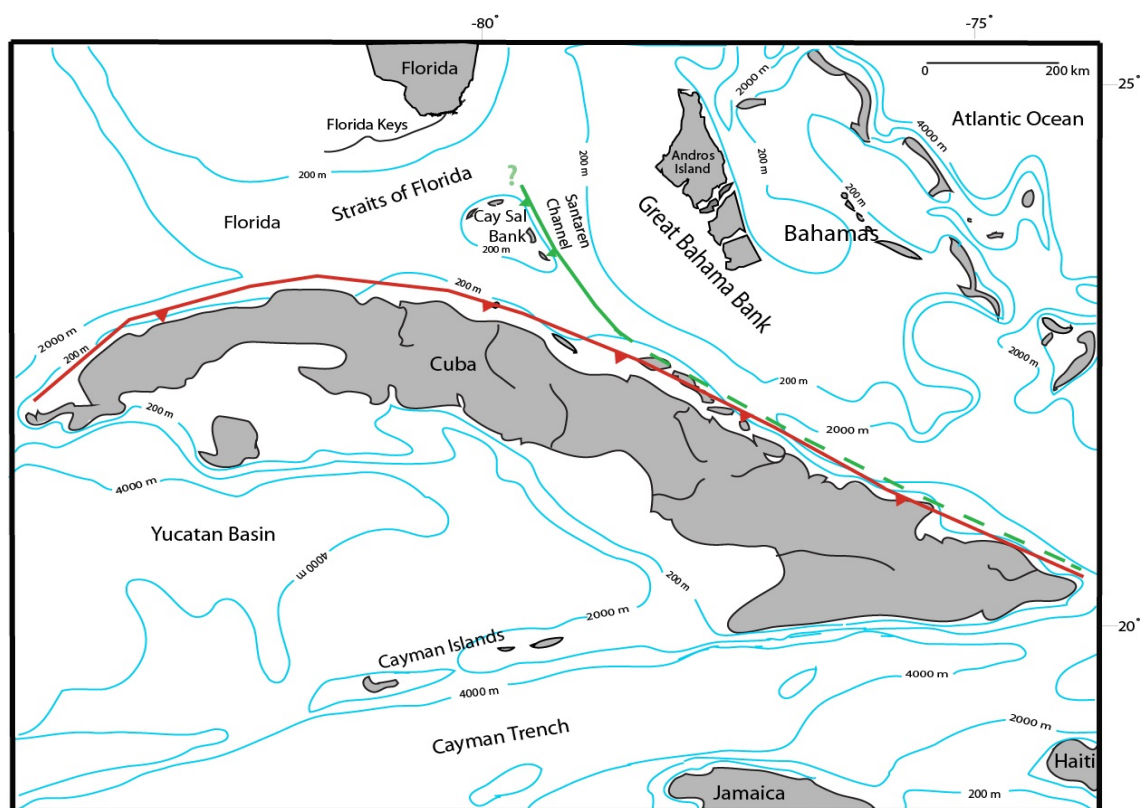 -80°
-75°
Florida
0
200 km
25°
2000 m
Florida Keys
Atlantic Ocean
4000 m
200 m
200 m
Andros
Island
200 m
?
Straits of Florida
Santaren
Channel
200 m
Florida
Cay Sal
Bank
200 m
Great Bahama Bank
Bahamas
200 m
2000 m
200 m
2000 m
Cuba
200 m
200 m
2000 m
4000 m
Yucatan Basin
4000 m
200 m
2000 m
20°
Cayman Islands
4000 m
4000 m
Cayman Trench
2000 m
Haiti
Jamaica
200 m